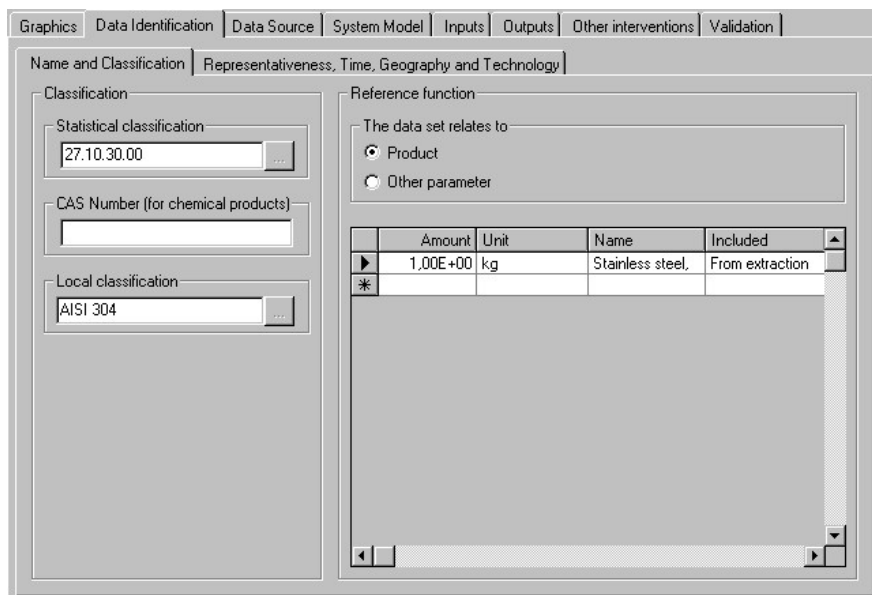 Graphics Data Identification Data Source System Model Inputs Outputs Other interventions Validation
Name and Classification Representativeness, Time, Geography and Technology
Classification
Statistical classification
27.10.30.00
...
CAS Number (for chemical products)
Local classification
AISI 304
...
Reference function
The data set relates to
Product
Other parameter
Amount Unit Name Included
1,00E+00 kg Stainless steel, From extraction